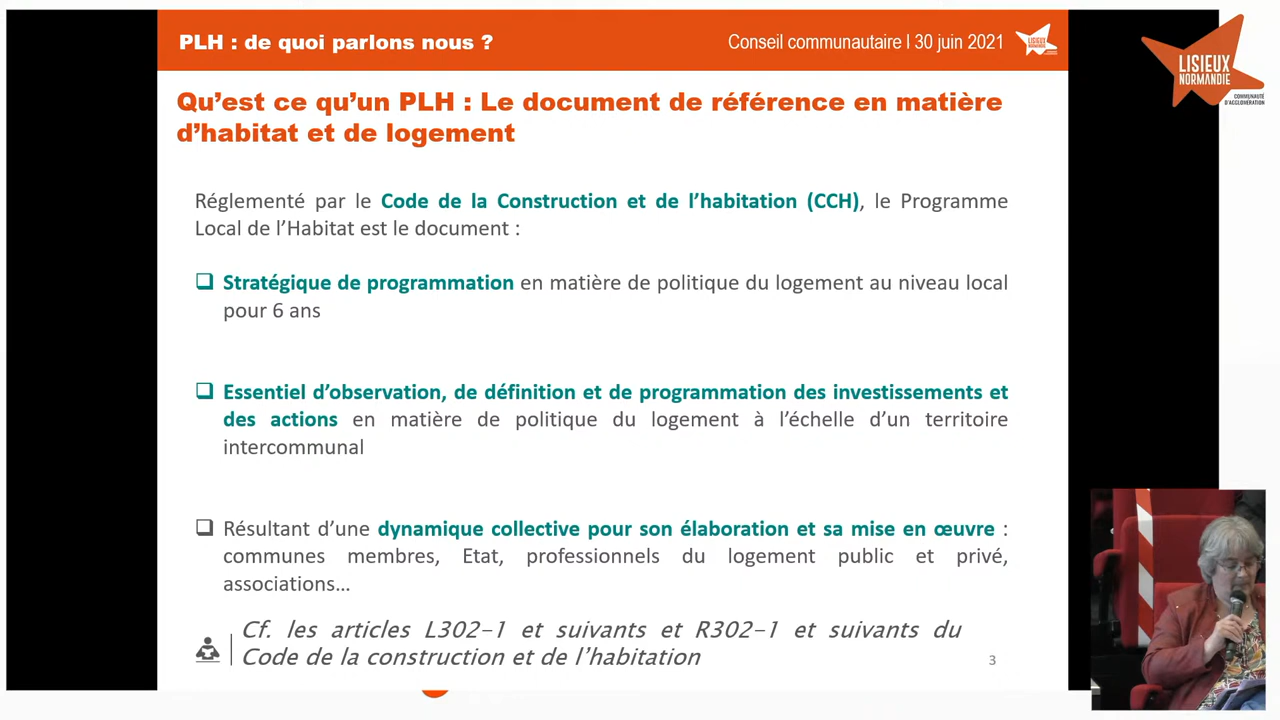 PLH : de quoi parlons nous ?
Conseil communautaire l 30 juin 2021
LISIEUX
NORMANDIE
LISIEUX
NORMANDIE
COMMUNAUTÉ
D'AGGLOMÉRATION
Qu'est ce qu'un PLH : Le document de référence en matière
d'habitat et de logement
Réglementé par le Code de la Construction et de l'habitation (CCH), le Programme
Local de l'Habitat est le document :
Stratégique de programmation en matière de politique du logement au niveau local
pour 6 ans
Essentiel d'observation, de définition et de programmation des investissements et
des actions en matière de politique du logement à l'échelle d'un territoire
intercommunal
Résultant d'une dynamique collective pour son élaboration et sa mise en œuvre :
communes membres, Etat, professionnels du logement public et privé,
associations…
Cf. les articles L302-1 et suivants et R302-1 et suivants du
Code de la construction et de l'habitation
3